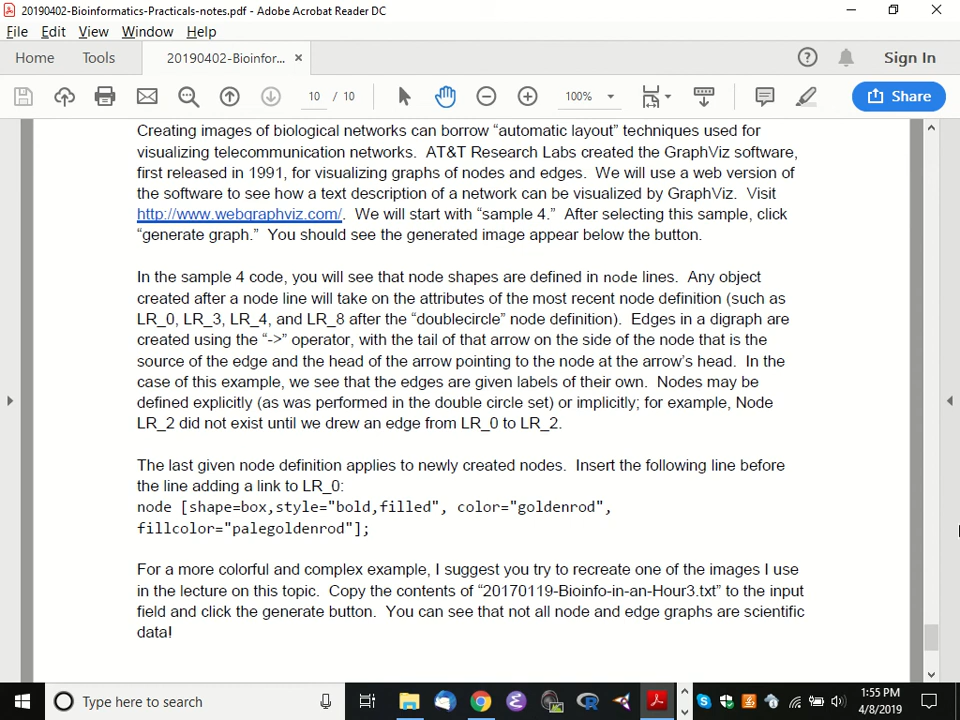 20190402-Bioinformatics-Practicals-notes.pdf - Adobe Acrobat Reader DC
File Edit View Window Help
Home Tools 20190402-Bioinfor... × Sign In
10 / 10 100% Share
Creating images of biological networks can borrow “automatic layout” techniques used for
visualizing telecommunication networks. AT&T Research Labs created the GraphViz software,
first released in 1991, for visualizing graphs of nodes and edges. We will use a web version of
the software to see how a text description of a network can be visualized by GraphViz. Visit
http://www.webgraphviz.com/. We will start with “sample 4.” After selecting this sample, click
“generate graph.” You should see the generated image appear below the button.
In the sample 4 code, you will see that node shapes are defined in node lines. Any object
created after a node line will take on the attributes of the most recent node definition (such as
LR_0, LR_3, LR_4, and LR_8 after the “doublecircle” node definition). Edges in a digraph are
created using the “->” operator, with the tail of that arrow on the side of the node that is the
source of the edge and the head of the arrow pointing to the node at the arrow’s head. In the
case of this example, we see that the edges are given labels of their own. Nodes may be
defined explicitly (as was performed in the double circle set) or implicitly; for example, Node
LR_2 did not exist until we drew an edge from LR_0 to LR_2.
The last given node definition applies to newly created nodes. Insert the following line before
the line adding a link to LR_0:
node [shape=box,style="bold,filled", color="goldenrod",
fillcolor="palegoldenrod"];
For a more colorful and complex example, I suggest you try to recreate one of the images I use
in the lecture on this topic. Copy the contents of “20170119-Bioinfo-in-an-Hour3.txt” to the input
field and click the generate button. You can see that not all node and edge graphs are scientific
data!
Type here to search
1:55 PM
4/8/2019